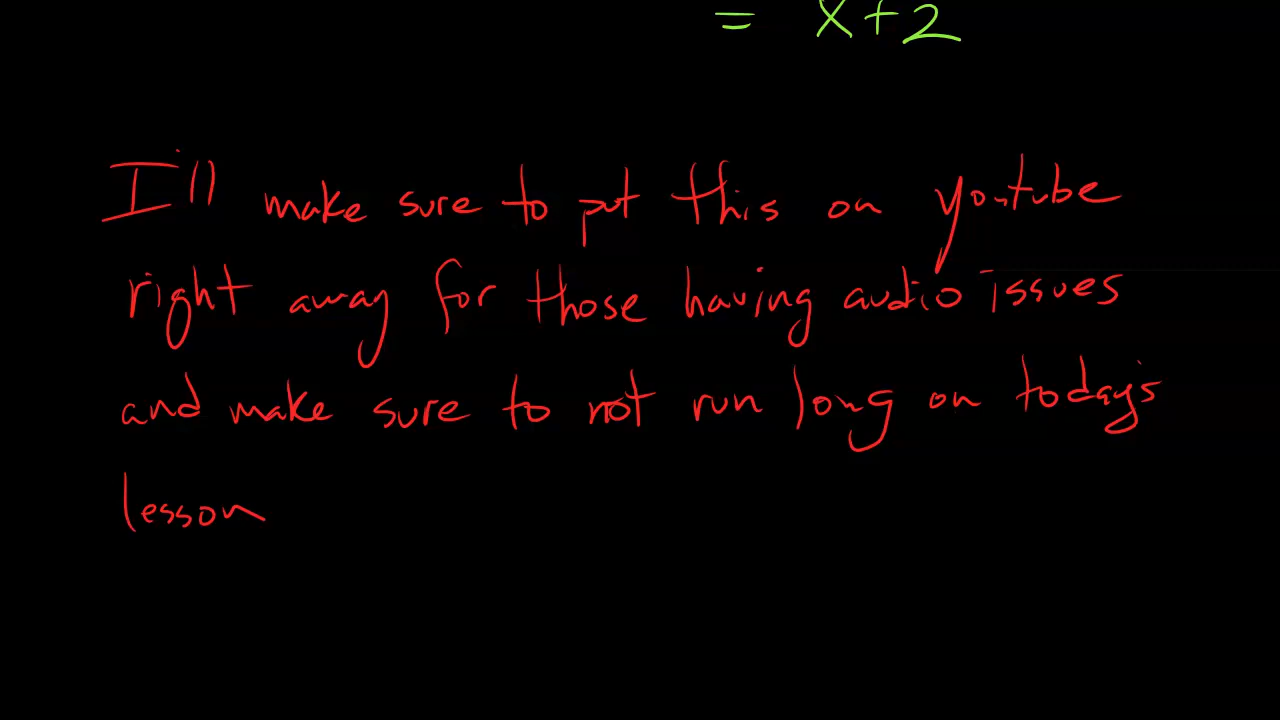 = x+2
I'll make sure to put this on youtube
right away for those having audio issues
and make sure to not run long on today's
lesson